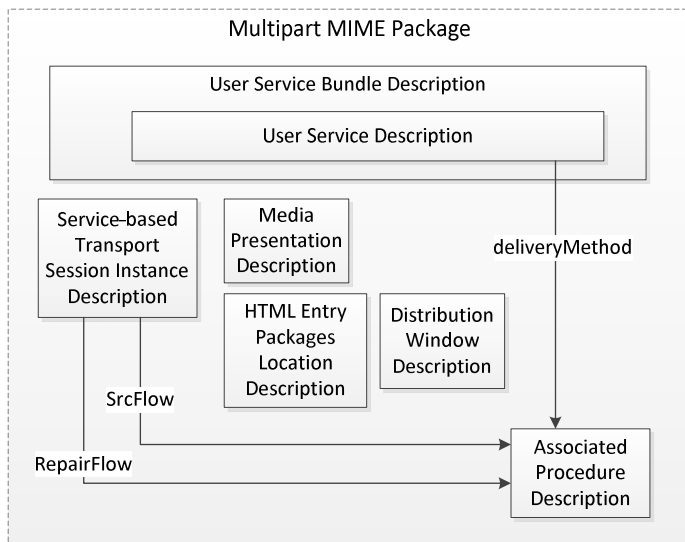 Multipart MIME Package
User Service Bundle Description
User Service Description
Service-based
Transport
Session Instance
Description
Media
Presentation
Description
deliveryMethod
HTML Entry
Packages
Location
Description
Distribution
Window
Description
SrcFlow
RepairFlow
Associated
Procedure
Description